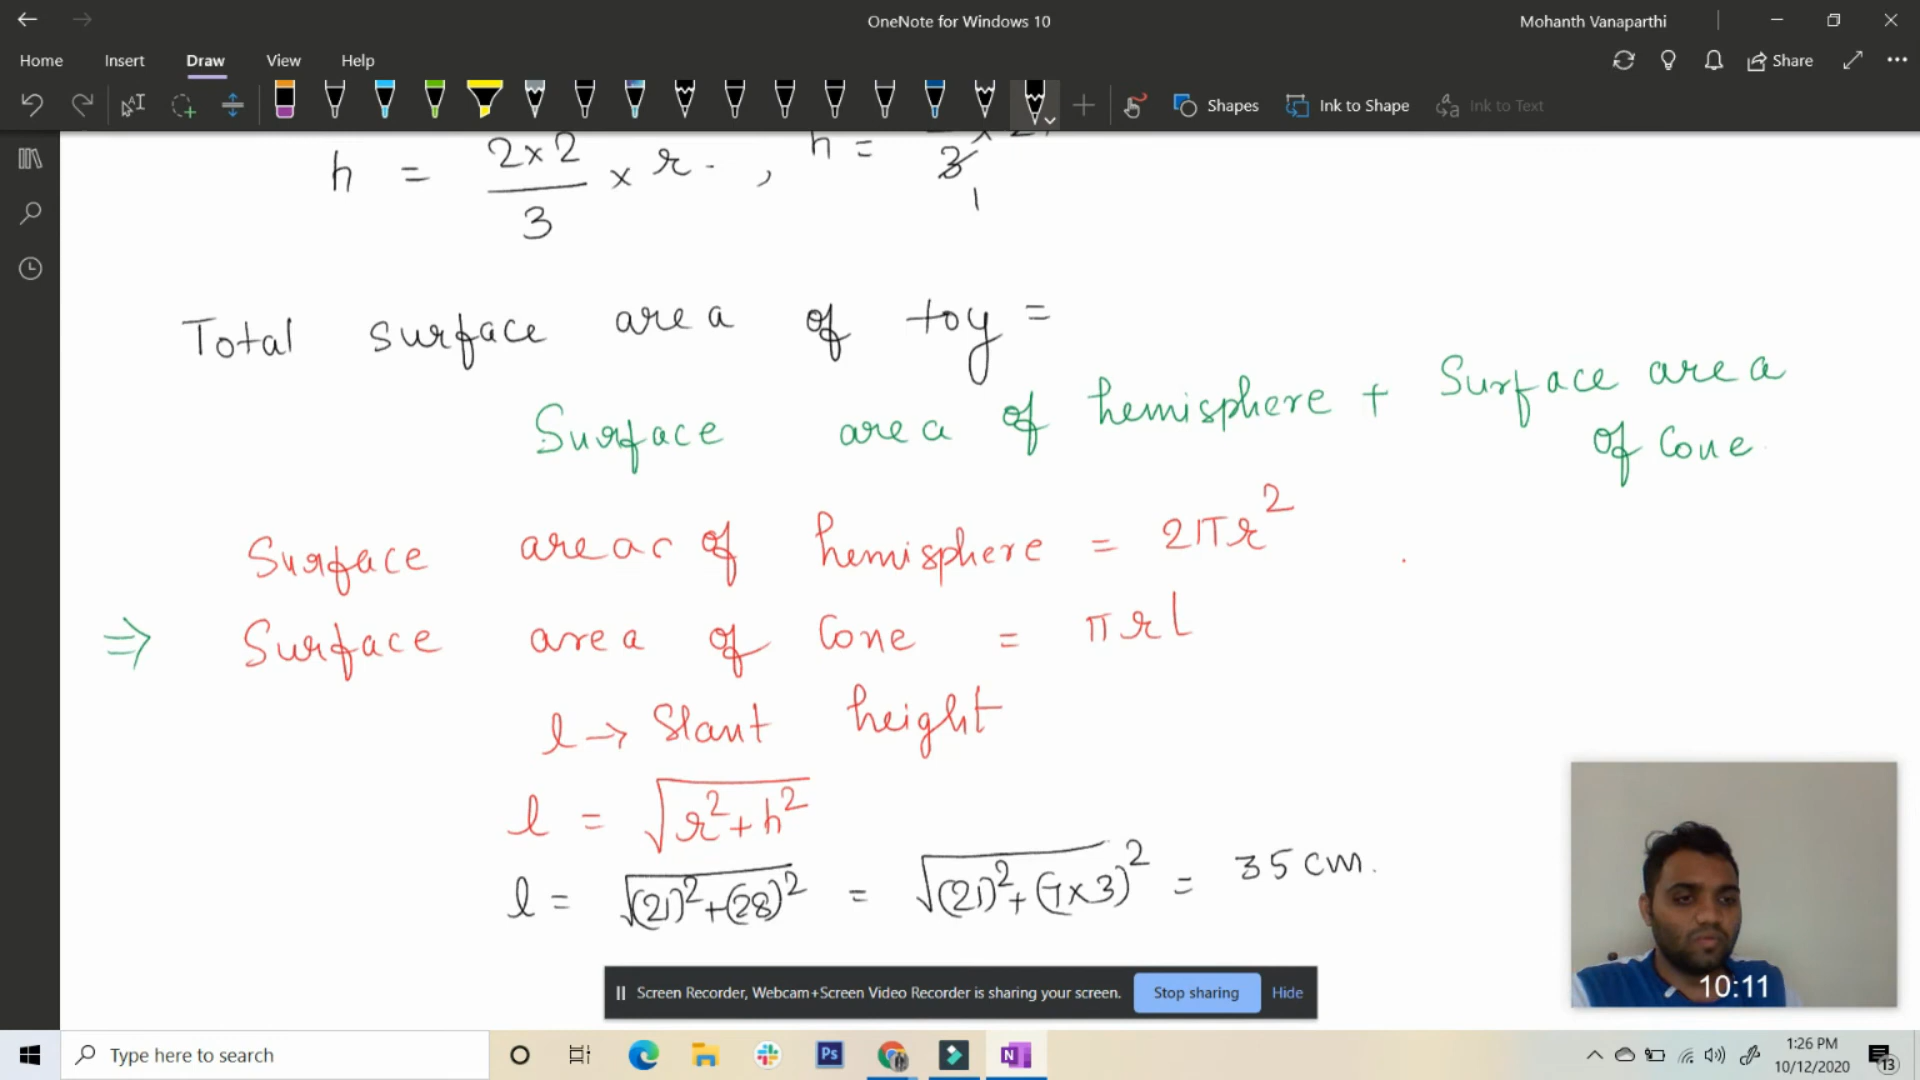 OneNote for Windows 10
Mohanth Vanaparthi
Home Insert Draw View Help
Share
Shapes Ink to Shape Ink to Text
h = 2×2/3 × r. , h =
3
1
Total surface area of toy =
Surface area of hemisphere + Surface area
of Cone
Surface area of hemisphere = 2πr²
⇒ Surface area of Cone = πrl
l → Slant height
l = √r²+h²
l = √(21)²+(28)² = √(21)²+(7×3)² = 35 cm.
10:11
Screen Recorder, Webcam+Screen Video Recorder is sharing your screen. Stop sharing Hide
Type here to search
Ps
N
1:26 PM
10/12/2020
13